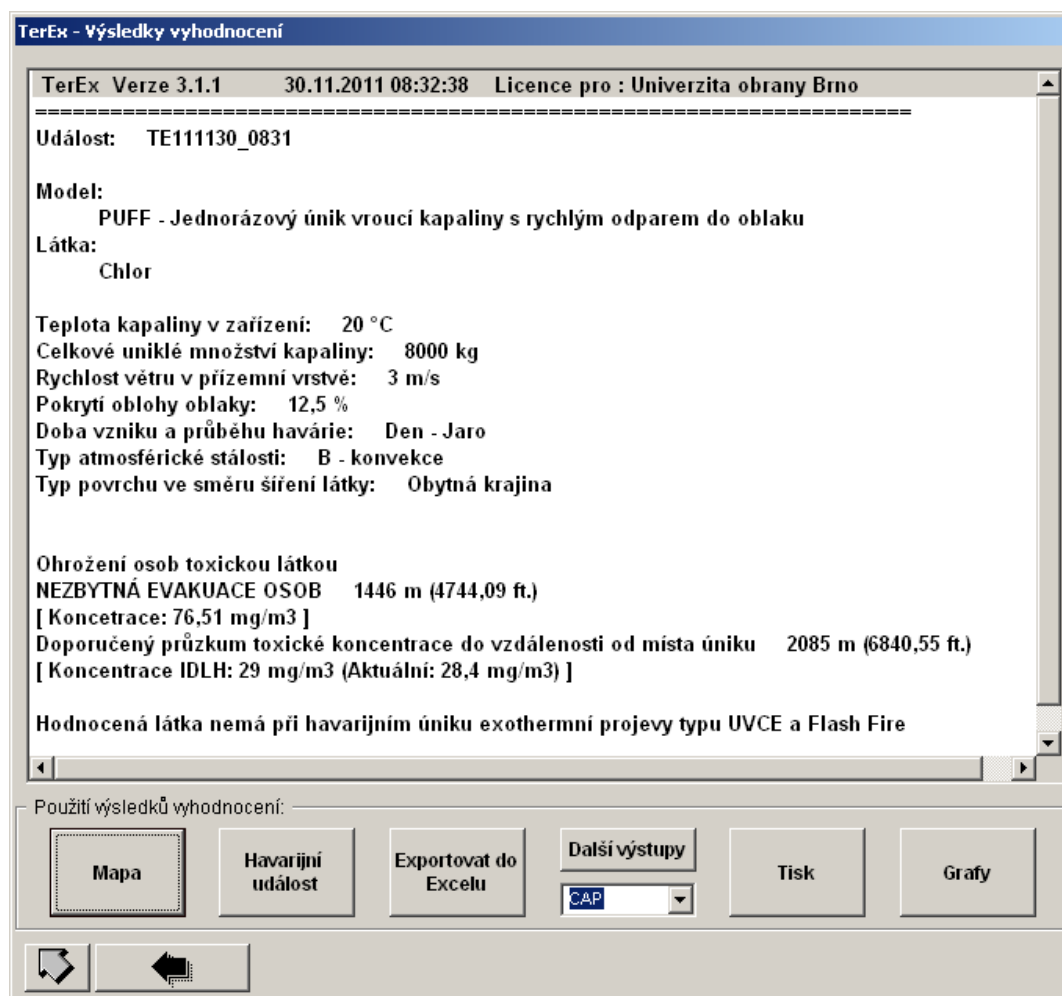 TerEx - Výsledky vyhodnocení
TerEx Verze 3.1.1 30.11.2011 08:32:38 Licence pro : Univerzita obrany Brno
======================================================================
Událost: TE111130_0831
Model:
PUFF - Jednorázový únik vroucí kapaliny s rychlým odparem do oblaku
Látka:
Chlor
Teplota kapaliny v zařízení: 20 °C
Celkové uniklé množství kapaliny: 8000 kg
Rychlost větru v přízemní vrstvě: 3 m/s
Pokrytí oblohy oblaky: 12,5 %
Doba vzniku a průběhu havárie: Den - Jaro
Typ atmosférické stálosti: B - konvekce
Typ povrchu ve směru šíření látky: Obytná krajina
Ohrožení osob toxickou látkou
NEZBYTNÁ EVAKUACE OSOB 1446 m (4744,09 ft.)
[ Koncetrace: 76,51 mg/m3 ]
Doporučený průzkum toxické koncentrace do vzdálenosti od místa úniku 2085 m (6840,55 ft.)
[ Koncentrace IDLH: 29 mg/m3 (Aktuální: 28,4 mg/m3) ]
Hodnocená látka nemá při havarijním úniku exothermní projevy typu UVCE a Flash Fire
Použití výsledků vyhodnocení:
Mapa
Havarijní událost
Exportovat do Excelu
Další výstupy
CAP
Tisk
Grafy